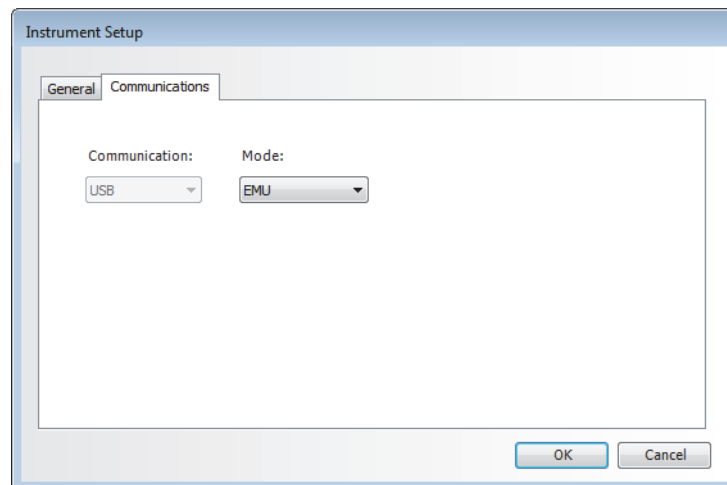 Instrument Setup
General Communications
Communication: Mode:
USB EMU
OK Cancel